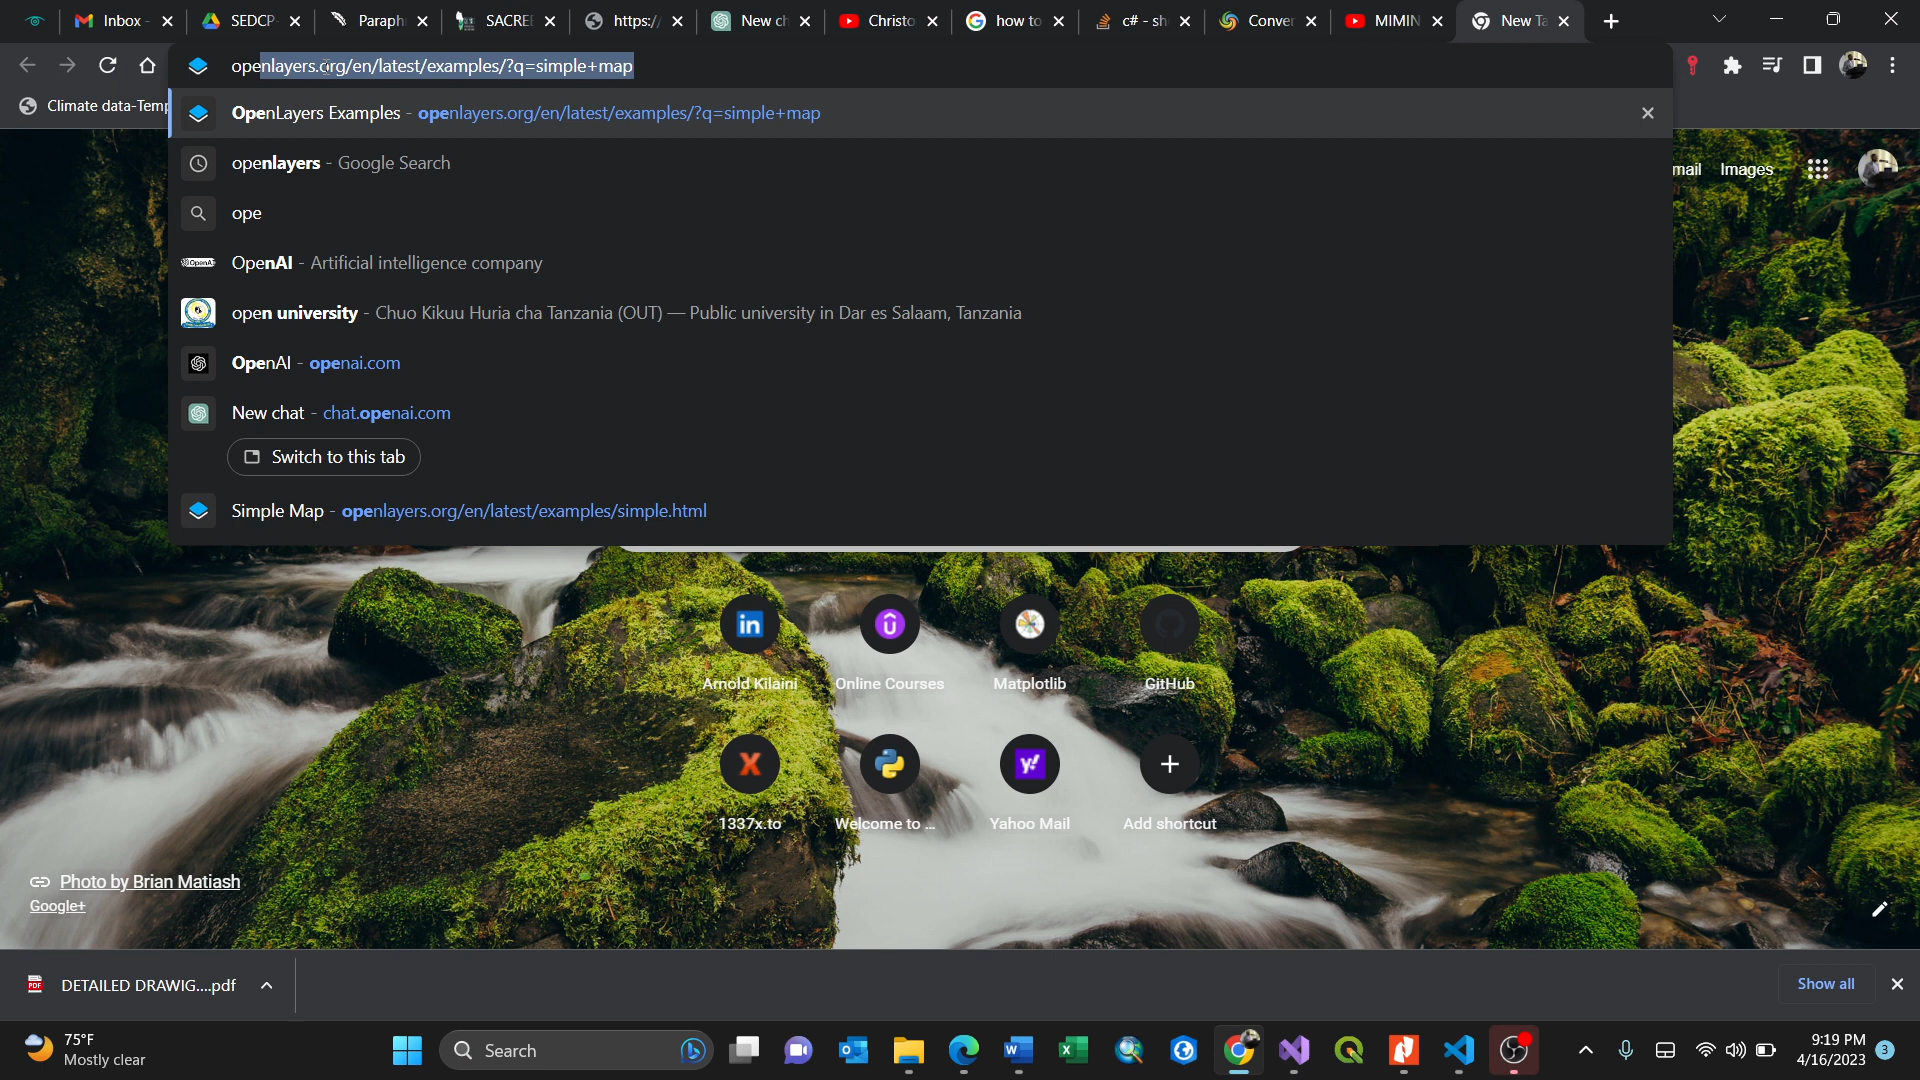 Inbox -
SEDCP-
Paraph
SACREE
https://
New ch
Christo
how to
c# - sh
Conver
MIMIN
New Ta
openlayers.org/en/latest/examples/?q=simple+map
Climate data-Temp
OpenLayers Examples - openlayers.org/en/latest/examples/?q=simple+map
openlayers - Google Search
mail Images
ope
OpenAI - Artificial intelligence company
open university - Chuo Kikuu Huria cha Tanzania (OUT) — Public university in Dar es Salaam, Tanzania
OpenAI - openai.com
New chat - chat.openai.com
Switch to this tab
Simple Map - openlayers.org/en/latest/examples/simple.html
Arnold Kilaini
Online Courses
Matplotlib
GitHub
1337x.to
Welcome to ...
Yahoo Mail
Add shortcut
Photo by Brian Matiash
Google+
DETAILED DRAWIG....pdf
Show all
75°F
Mostly clear
Search
9:19 PM
4/16/2023
3